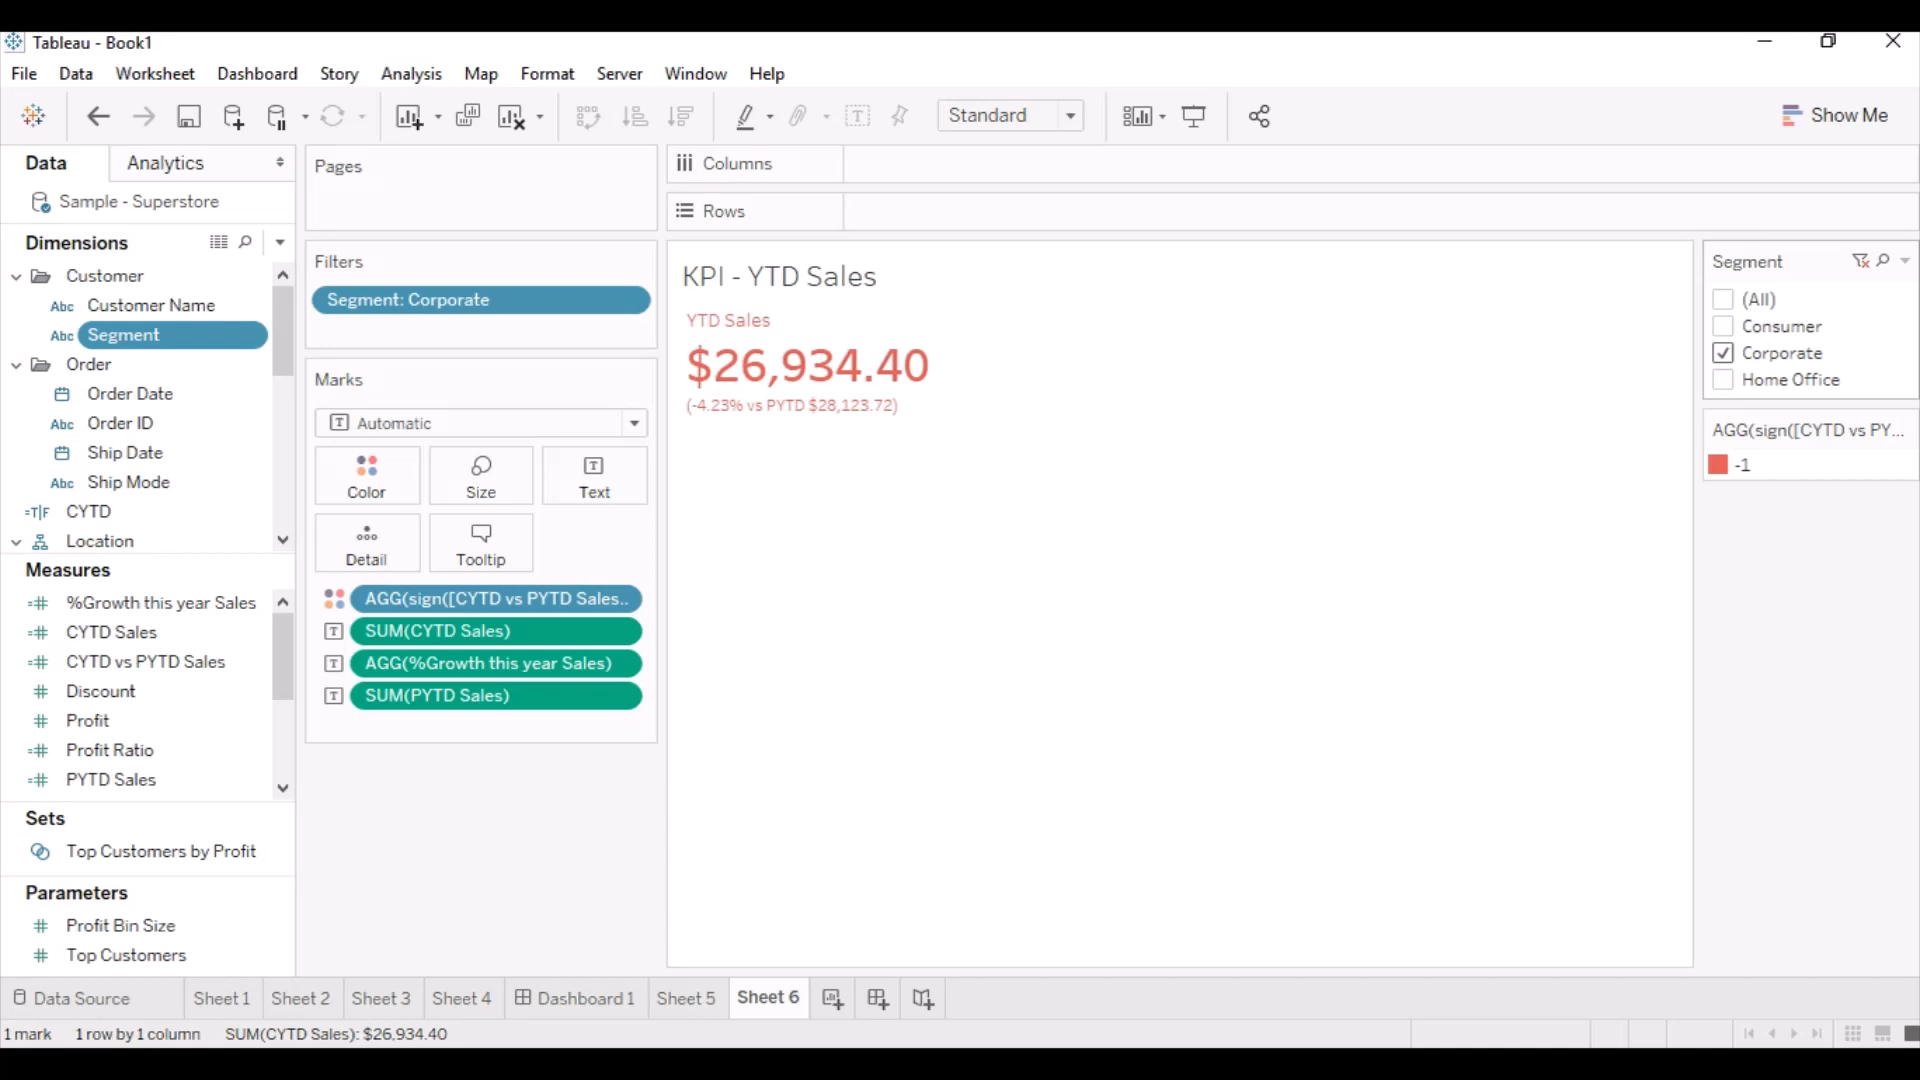 Tableau - Book1
File Data Worksheet Dashboard Story Analysis Map Format Server Window Help
Standard
Show Me
Data Analytics
Sample - Superstore
Dimensions
Customer
Abc Customer Name
Abc Segment
Order
Order Date
Abc Order ID
Ship Date
Abc Ship Mode
=T|F CYTD
Location
Measures
=# %Growth this year Sales
=# CYTD Sales
=# CYTD vs PYTD Sales
# Discount
# Profit
=# Profit Ratio
=# PYTD Sales
Sets
Top Customers by Profit
Parameters
# Profit Bin Size
# Top Customers
Pages
Filters
Segment: Corporate
Marks
T Automatic
Color Size T Text
Detail Tooltip
AGG(sign([CYTD vs PYTD Sales..
T SUM(CYTD Sales)
T AGG(%Growth this year Sales)
T SUM(PYTD Sales)
Columns
Rows
KPI - YTD Sales
YTD Sales
$26,934.40
(-4.23% vs PYTD $28,123.72)
Segment
(All)
Consumer
Corporate
Home Office
AGG(sign([CYTD vs PY...
-1
Data Source Sheet 1 Sheet 2 Sheet 3 Sheet 4 Dashboard 1 Sheet 5 Sheet 6
1 mark 1 row by 1 column SUM(CYTD Sales): $26,934.40